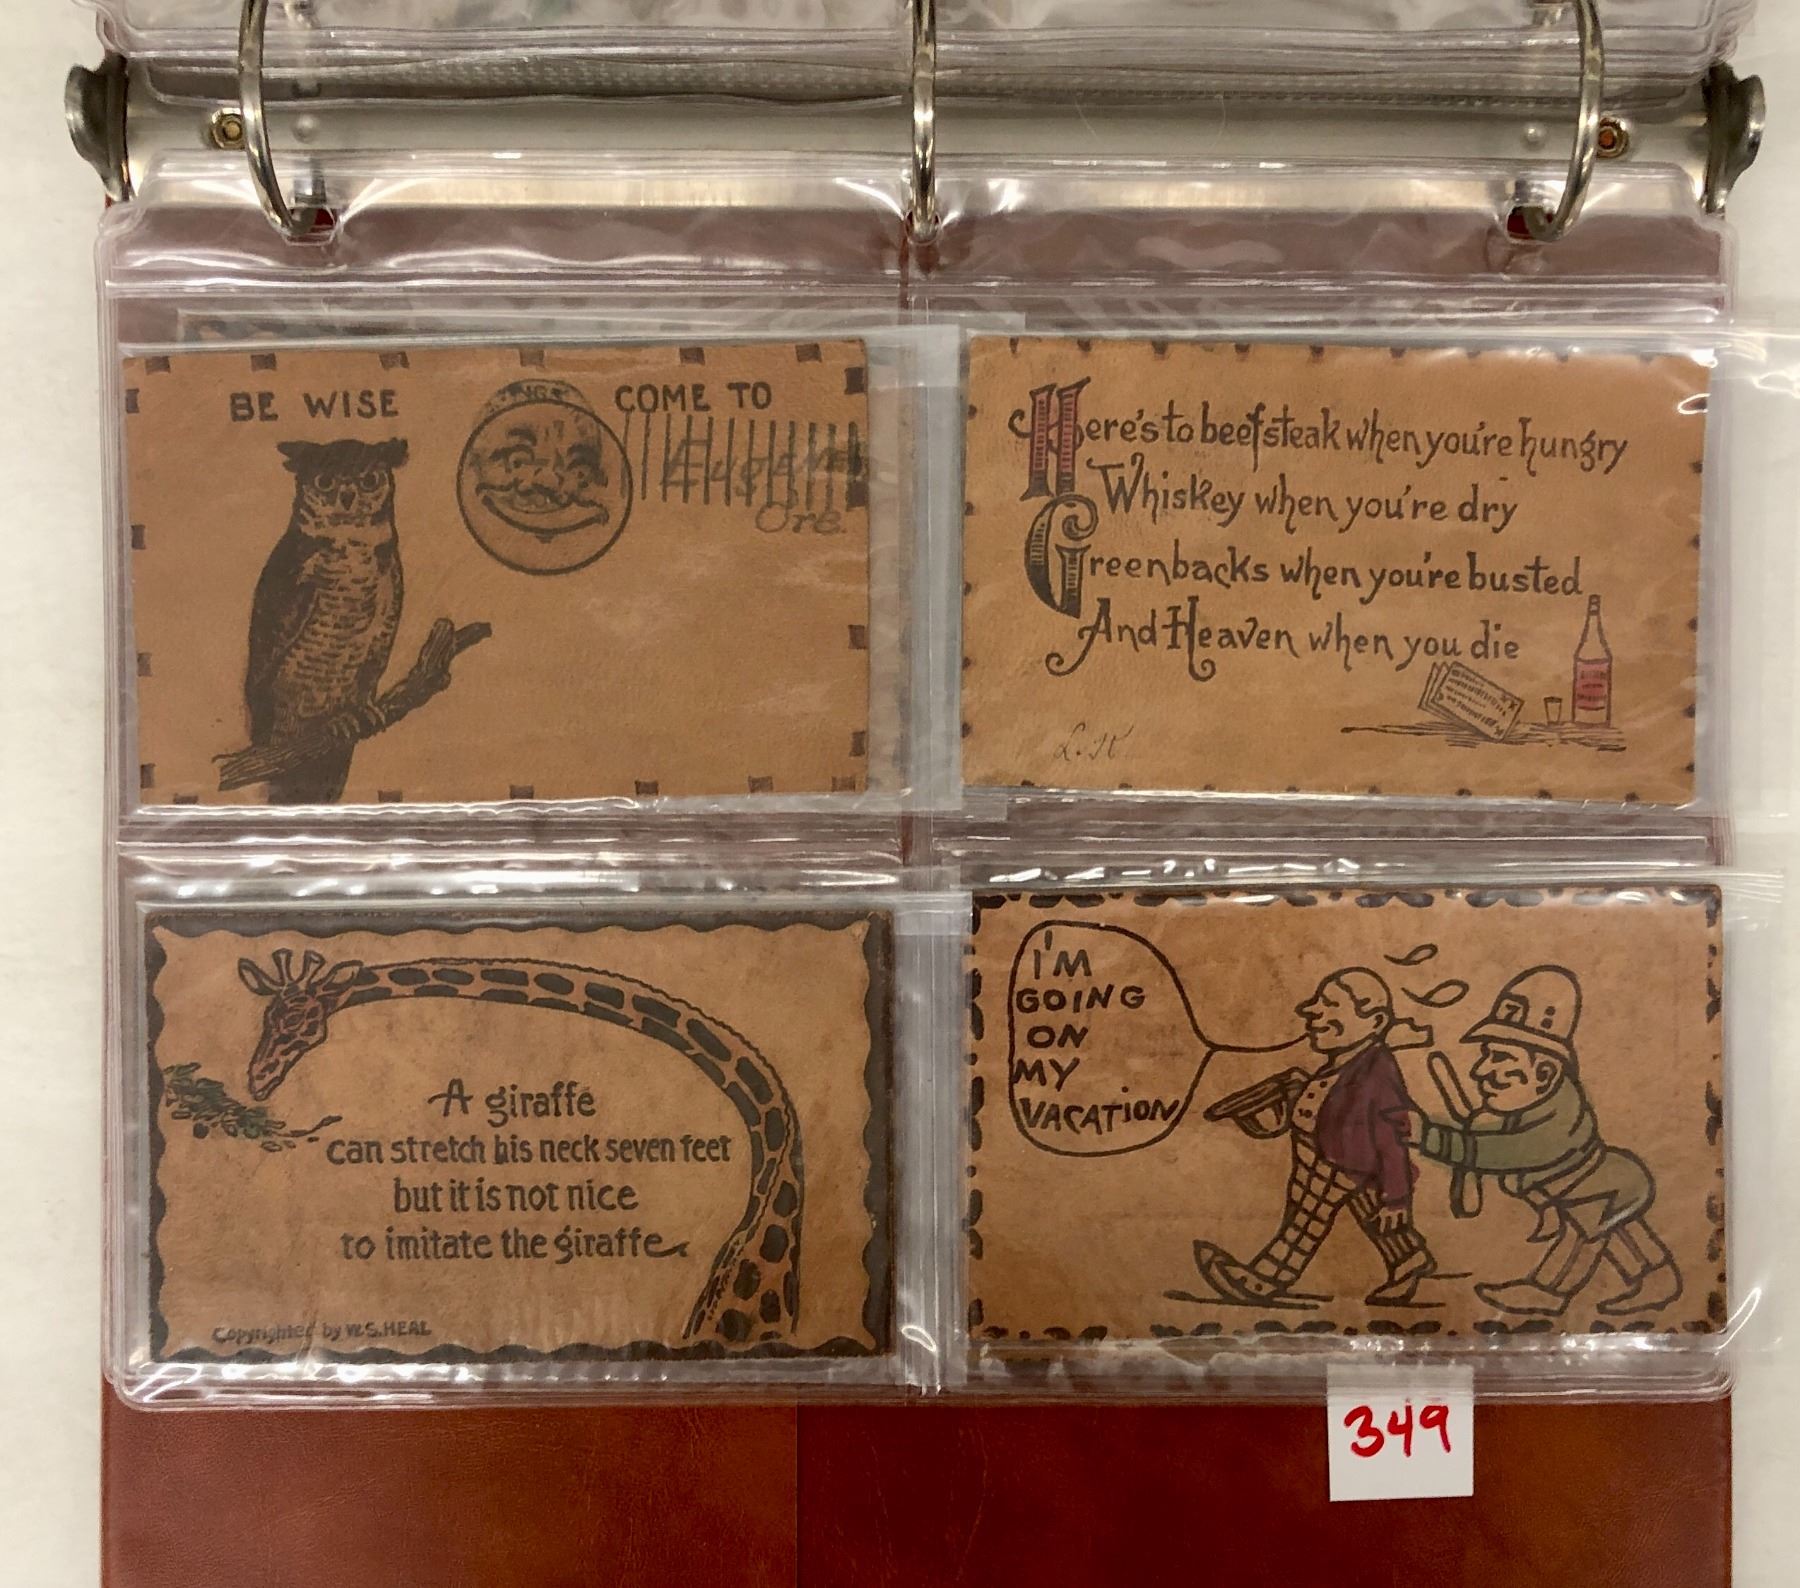 BE WISE
COME TO
Eugene
Ore.
Here's to beefsteak when you're hungry
Whiskey when you're dry
Greenbacks when you're busted
And Heaven when you die
A giraffe
can stretch his neck seven feet
but it is not nice
to imitate the giraffe
Copyrighted by W.S. HEAL
I'M
GOING
ON
MY
VACATION
7
349